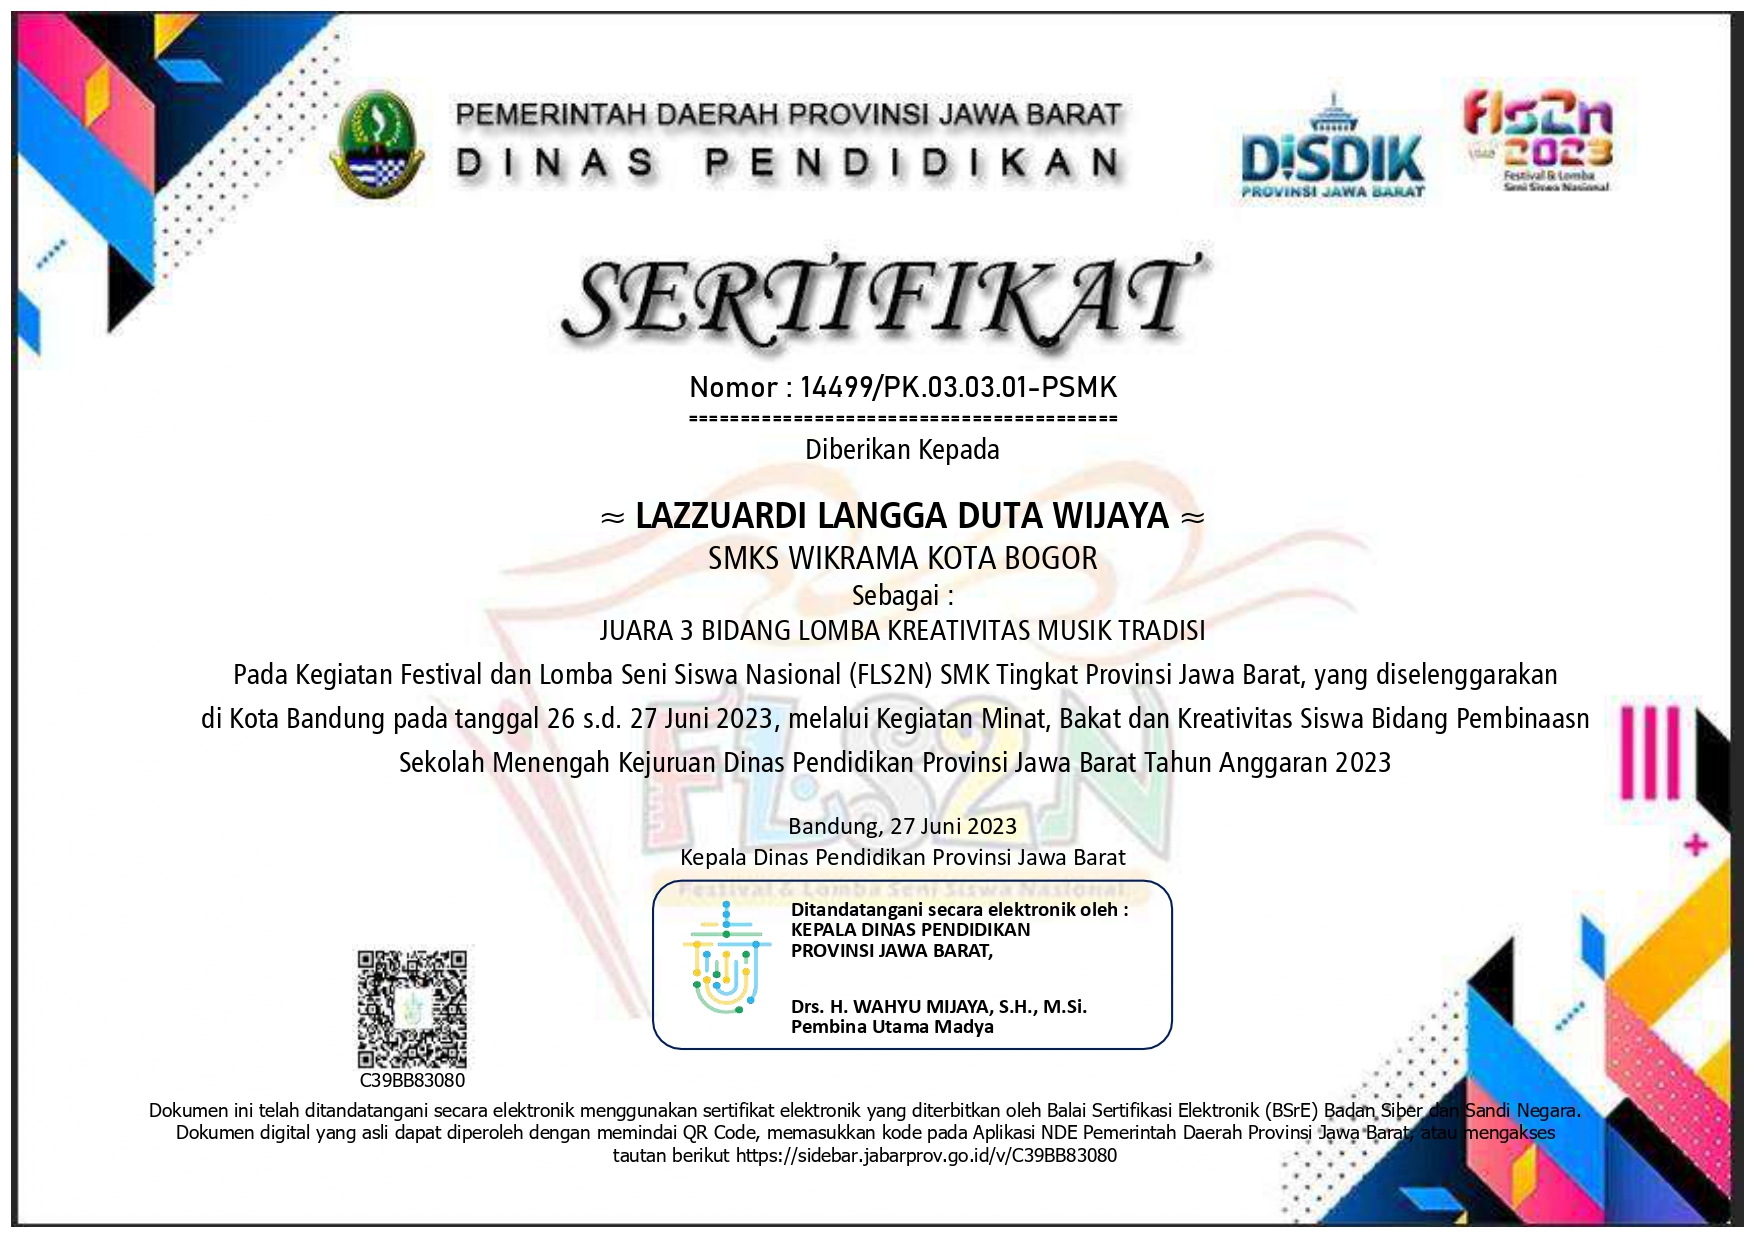 PEMERINTAH DAERAH PROVINSI JAWA BARAT
DINAS PENDIDIKAN
DISDIK
PROVINSI JAWA BARAT
fls2n
2023
Festival & Lomba
Seni Siswa Nasional
SERTIFIKAT
Nomor : 14499/PK.03.03.01-PSMK
=========================================
Diberikan Kepada
≈ LAZZUARDI LANGGA DUTA WIJAYA ≈
SMKS WIKRAMA KOTA BOGOR
Sebagai :
JUARA 3 BIDANG LOMBA KREATIVITAS MUSIK TRADISI
Pada Kegiatan Festival dan Lomba Seni Siswa Nasional (FLS2N) SMK Tingkat Provinsi Jawa Barat, yang diselenggarakan
di Kota Bandung pada tanggal 26 s.d. 27 Juni 2023, melalui Kegiatan Minat, Bakat dan Kreativitas Siswa Bidang Pembinaasn
Sekolah Menengah Kejuruan Dinas Pendidikan Provinsi Jawa Barat Tahun Anggaran 2023
FLS2N
Bandung, 27 Juni 2023
Kepala Dinas Pendidikan Provinsi Jawa Barat
Festival & Lomba Seni Siswa Nasional
Ditandatangani secara elektronik oleh :
KEPALA DINAS PENDIDIKAN
PROVINSI JAWA BARAT,
Drs. H. WAHYU MIJAYA, S.H., M.Si.
Pembina Utama Madya
C39BB83080
Dokumen ini telah ditandatangani secara elektronik menggunakan sertifikat elektronik yang diterbitkan oleh Balai Sertifikasi Elektronik (BSrE) Badan Siber dan Sandi Negara.
Dokumen digital yang asli dapat diperoleh dengan memindai QR Code, memasukkan kode pada Aplikasi NDE Pemerintah Daerah Provinsi Jawa Barat, atau mengakses
tautan berikut https://sidebar.jabarprov.go.id/v/C39BB83080